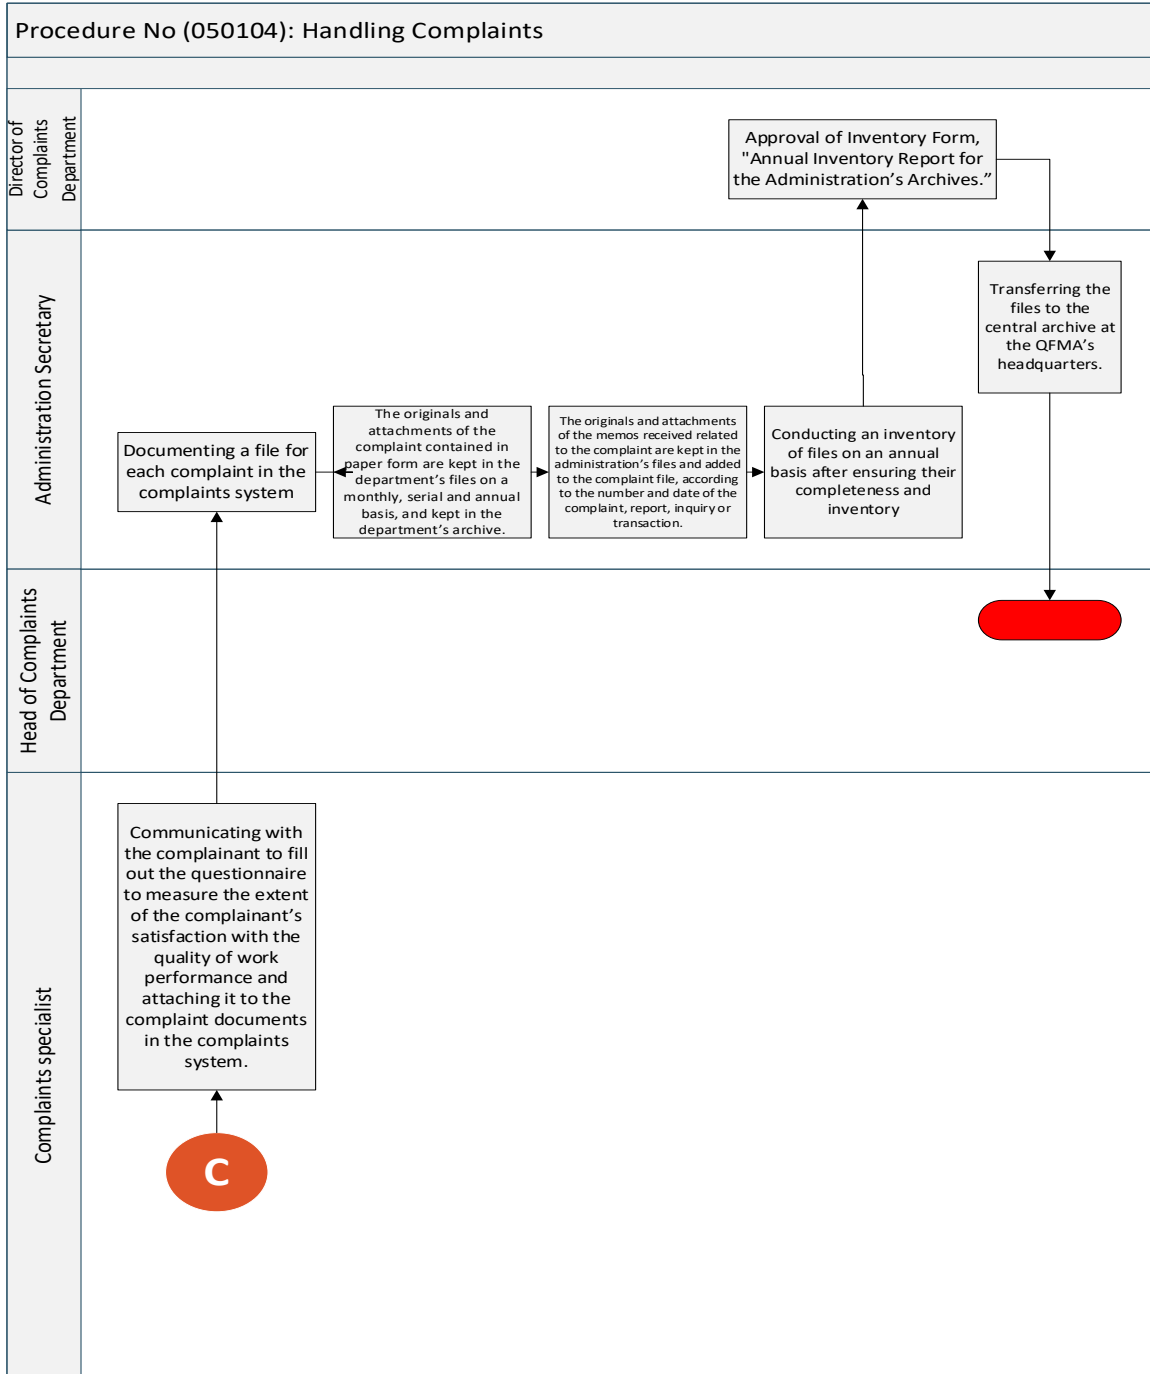 Procedure No (050104): Handling Complaints
Director of
Complaints
Department
Approval of Inventory Form,
"Annual Inventory Report for
the Administration’s Archives.”
Administration Secretary
Transferring the
files to the
central archive at
the QFMA’s
headquarters.
Documenting a file for
each complaint in the
complaints system
The originals and
attachments of the
complaint contained in
paper form are kept in the
department’s files on a
monthly, serial and annual
basis, and kept in the
department’s archive.
The originals and attachments
of the memos received related
to the complaint are kept in the
administration’s files and added
to the complaint file, according
to the number and date of the
complaint, report, inquiry or
transaction.
Conducting an inventory
of files on an annual
basis after ensuring their
completeness and
inventory
Head of Complaints
Department
Complaints specialist
Communicating with
the complainant to fill
out the questionnaire
to measure the extent
of the complainant’s
satisfaction with the
quality of work
performance and
attaching it to the
complaint documents
in the complaints
system.
C